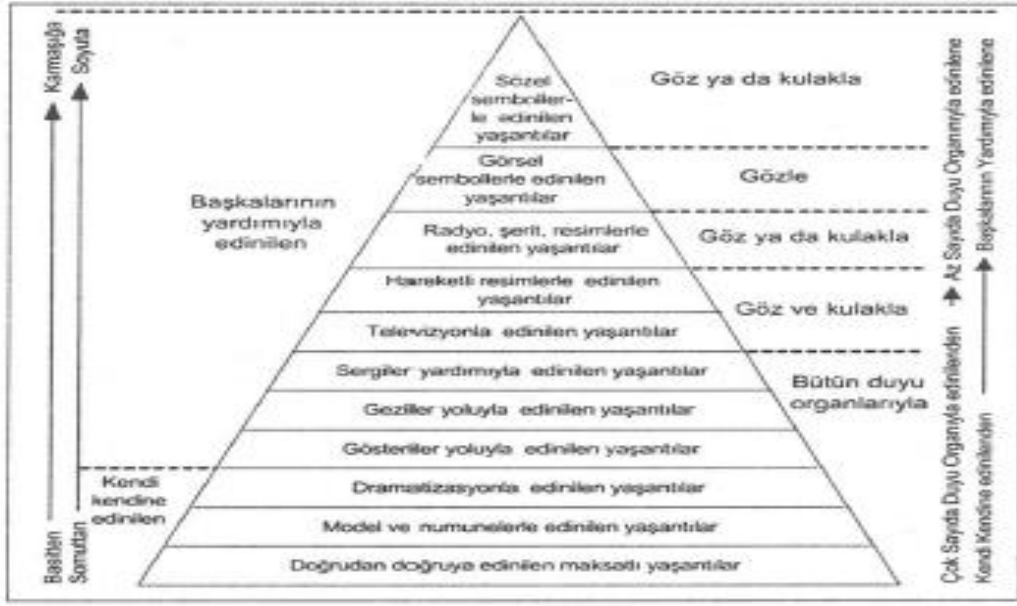 Karmaşığa
Soyuta
Basitten
Somuttan
Başkalarının
yardımıyla
edinilen
Kendi
kendine
edinilen
Sözel
semboller-
le edinilen
yaşantılar
Görsel
sembollerle edinilen
yaşantılar
Radyo, şerit, resimlerle
edinilen yaşantılar
Hareketli resimlerle edinilen
yaşantılar
Televizyonla edinilen yaşantılar
Sergiler yardımıyla edinilen yaşantılar
Geziller yoluyla edinilen yaşantılar
Gösteriler yoluyla edinilen yaşantılar
Dramatizasyonla edinilen yaşantılar
Model ve numunelerle edinilen yaşantılar
Doğrudan doğruya edinilen maksatlı yaşantılar
Göz ya da kulakla
Gözle
Göz ya da kulakla
Göz ve kulakla
Bütün duyu
organlarıyla
Çok Sayıda Duyu Organıyla edinilenden
Az Sayıda Duyu Organıyla edinilene
Kendi Kendine edinilenden
Başkalarının Yardımıyla edinilene